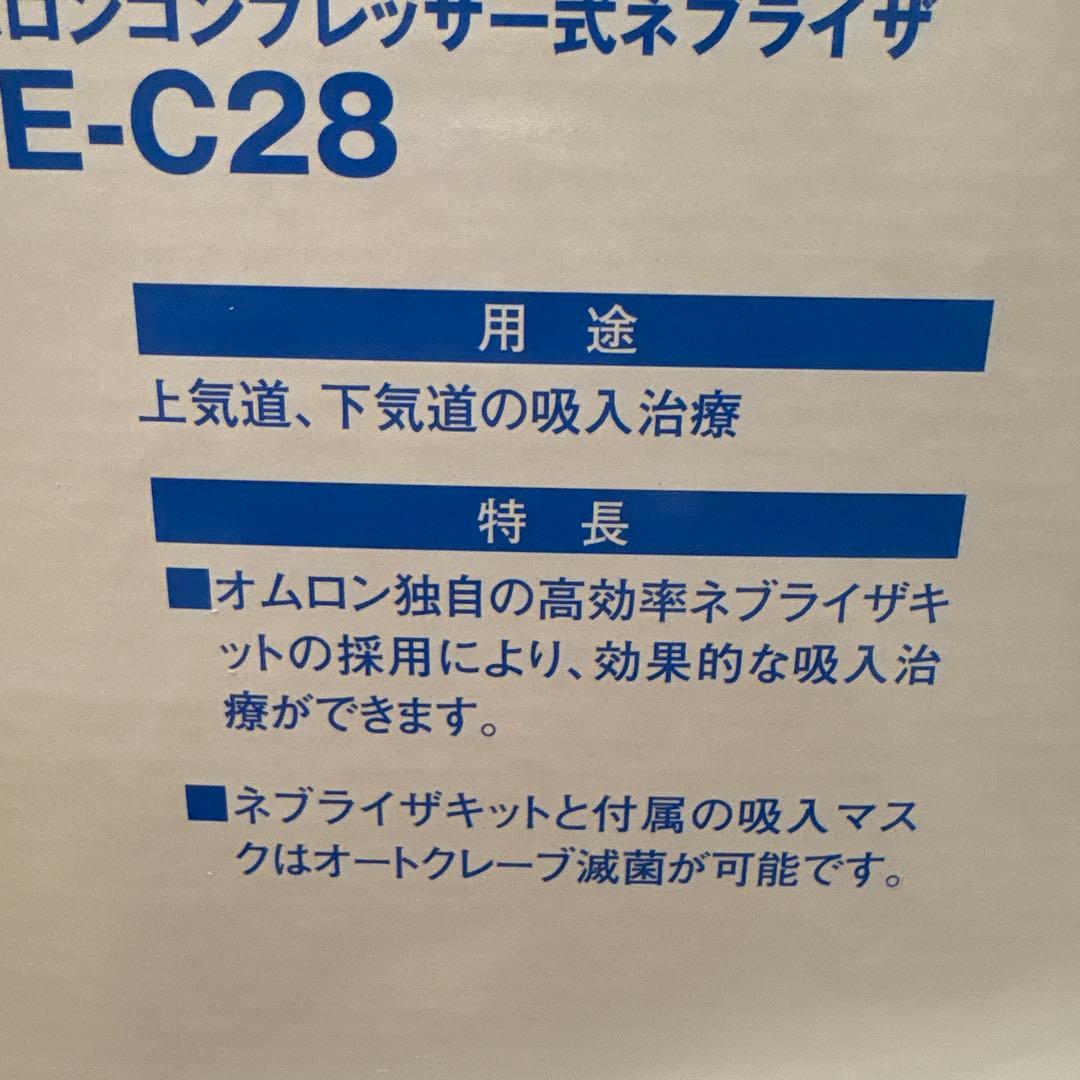 ロンコンプレッサー式ネブライザ
E-C28
用 途
上気道、下気道の吸入治療
特 長
■オムロン独自の高効率ネブライザキ
ットの採用により、効果的な吸入治
療ができます。
■ネブライザキットと付属の吸入マス
クはオートクレーブ滅菌が可能です。